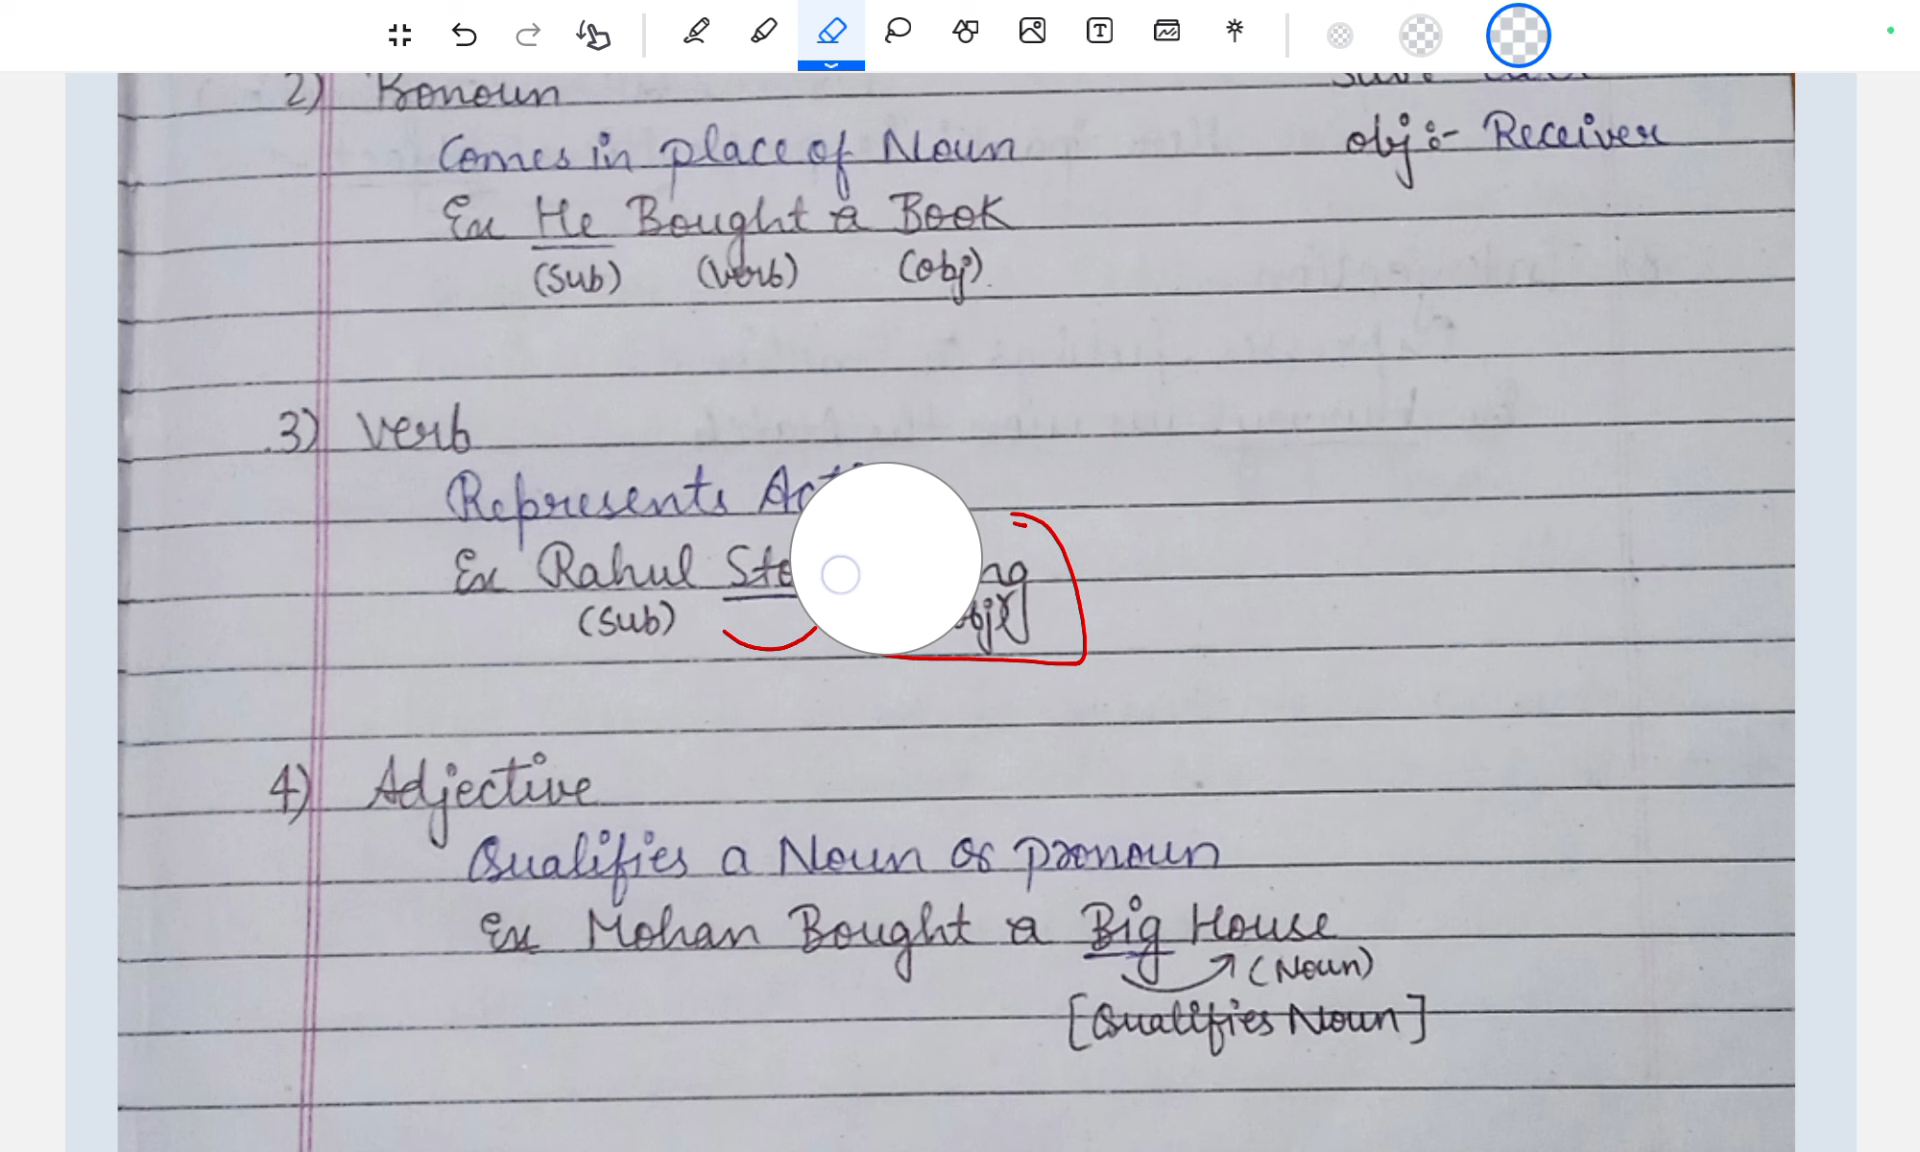 2) Pronoun
Comes in place of Noun
obj :- Receiver
Ex He Bought a Book
(Sub) (Verb) (obj)
3) Verb
Represents
Ex Rahul
(Sub)
4) Adjective
Qualifies a Noun or pronoun
Ex Mohan Bought a Big House
(Noun)
[Qualifies Noun]